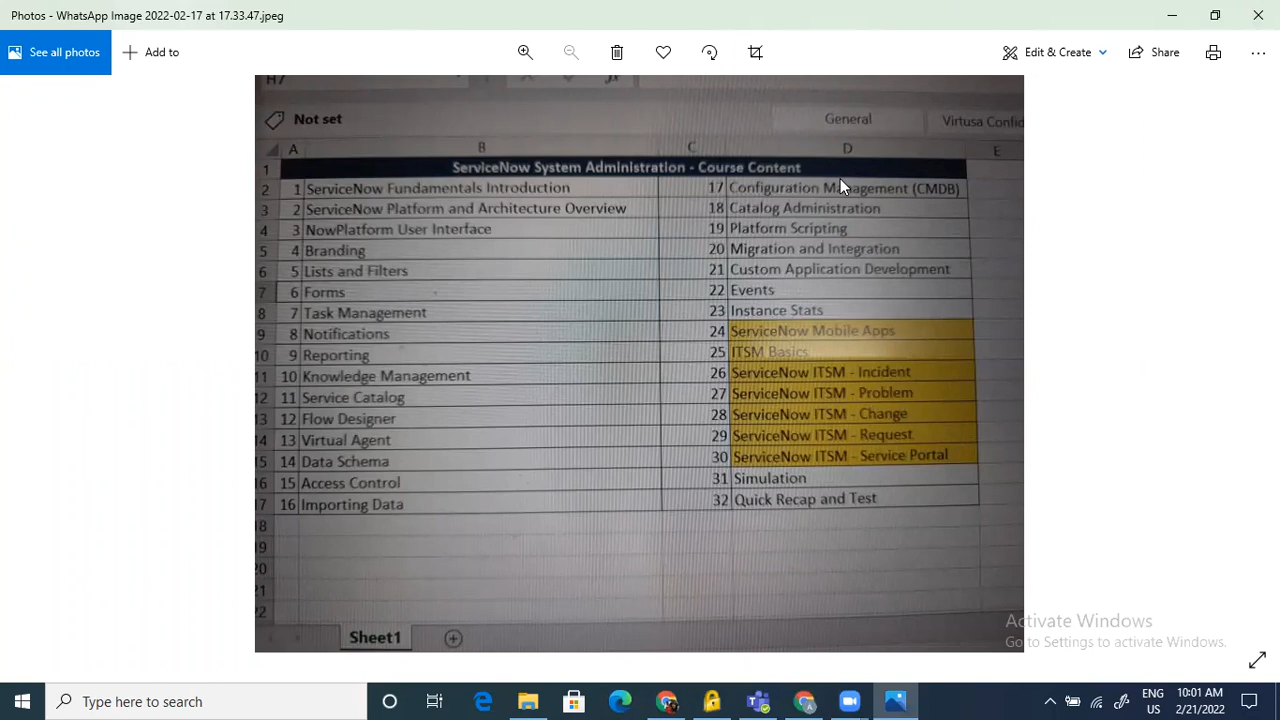 Photos - WhatsApp Image 2022-02-17 at 17.33.47.jpeg
See all photos
Add to
Edit & Create
Share
H7
fx
Not set
General
Virtusa Confid
A B C D E
1 ServiceNow System Administration - Course Content
2 1 ServiceNow Fundamentals Introduction 17 Configuration Management (CMDB)
3 2 ServiceNow Platform and Architecture Overview 18 Catalog Administration
4 3 NowPlatform User Interface 19 Platform Scripting
5 4 Branding 20 Migration and Integration
6 5 Lists and Filters 21 Custom Application Development
7 6 Forms 22 Events
8 7 Task Management 23 Instance Stats
9 8 Notifications 24 ServiceNow Mobile Apps
10 9 Reporting 25 ITSM Basics
11 10 Knowledge Management 26 ServiceNow ITSM - Incident
12 11 Service Catalog 27 ServiceNow ITSM - Problem
13 12 Flow Designer 28 ServiceNow ITSM - Change
14 13 Virtual Agent 29 ServiceNow ITSM - Request
15 14 Data Schema 30 ServiceNow ITSM - Service Portal
16 15 Access Control 31 Simulation
17 16 Importing Data 32 Quick Recap and Test
18
19
20
21
22
Sheet1
Activate Windows
Go to Settings to activate Windows.
Type here to search
ENG
US
10:01 AM
2/21/2022